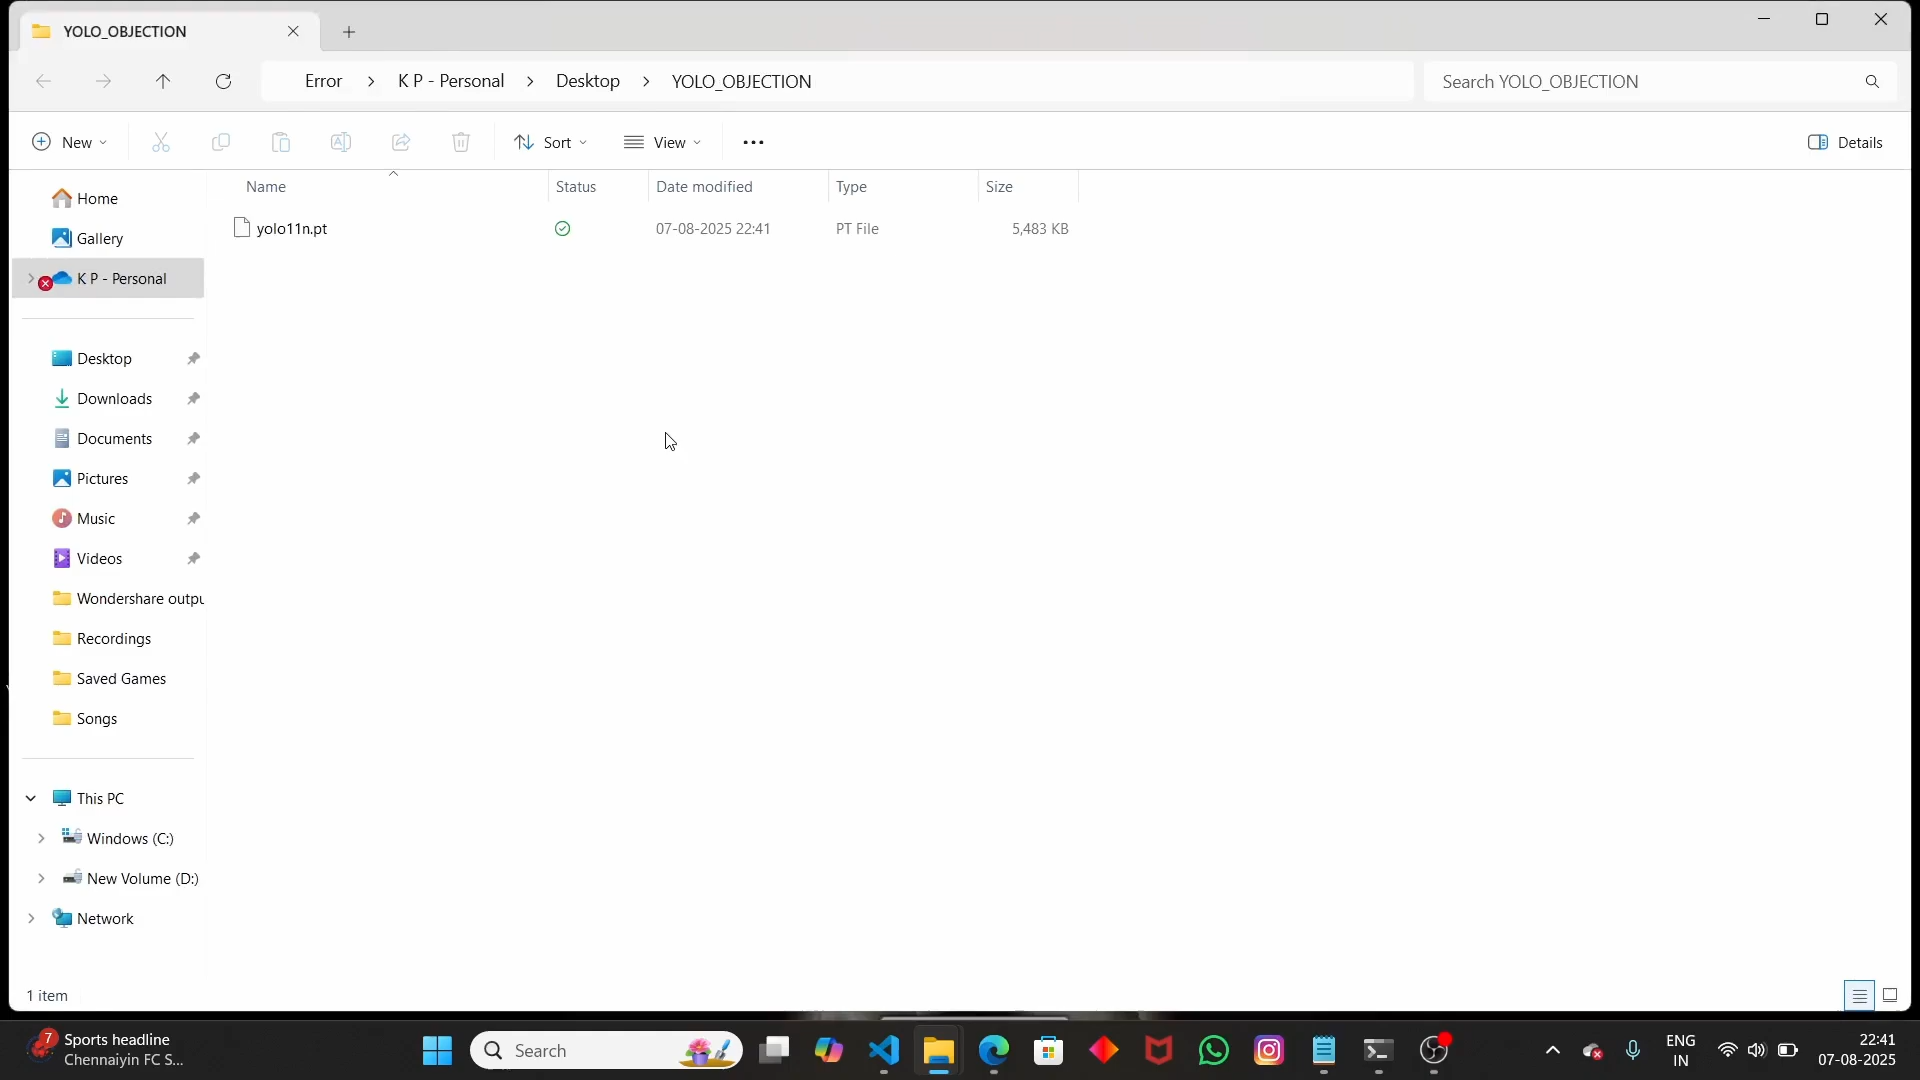 YOLO_OBJECTION
Error > K P - Personal > Desktop > YOLO_OBJECTION
Search YOLO_OBJECTION
New
Sort
View
Details
Name Status Date modified Type Size
yolo11n.pt 07-08-2025 22:41 PT File 5,483 KB
Home
Gallery
K P - Personal
Desktop
Downloads
Documents
Pictures
Music
Videos
Wondershare outpu
Recordings
Saved Games
Songs
This PC
Windows (C:)
New Volume (D:)
Network
1 item
7
Sports headline
Chennaiyin FC S...
Search
ENG
IN
22:41
07-08-2025